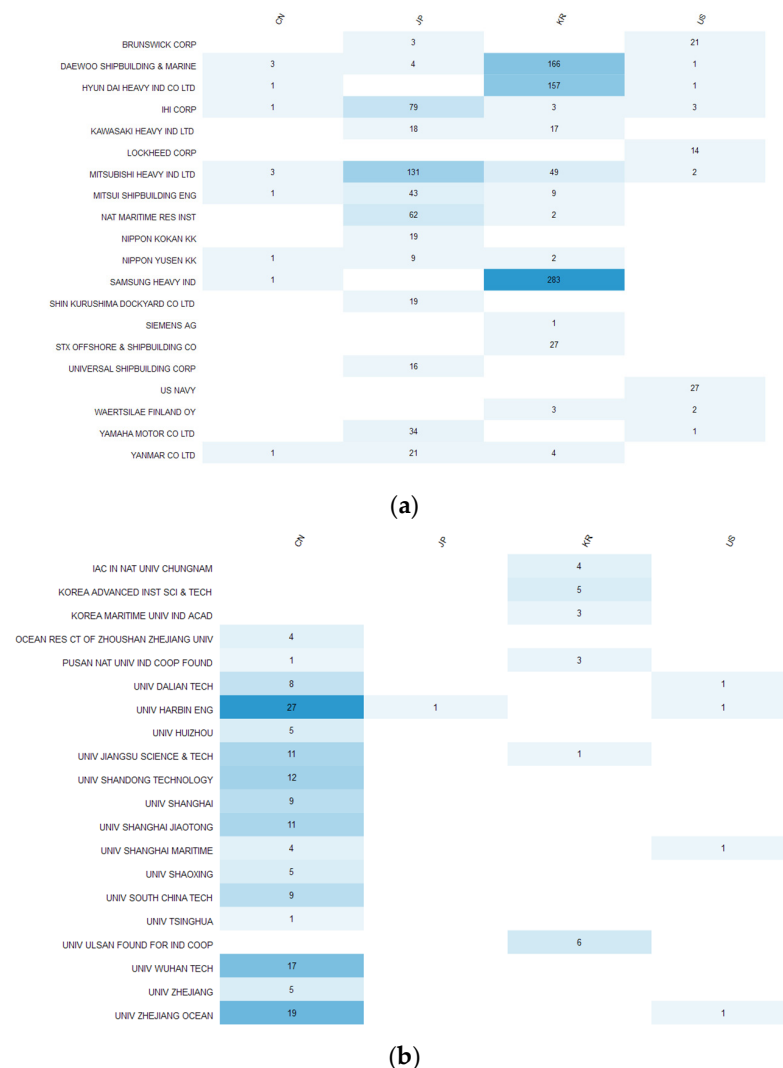 CN JP KR US
BRUNSWICK CORP 3 21
DAEWOO SHIPBUILDING & MARINE 3 4 166 1
HYUN DAI HEAVY IND CO LTD 1 157 1
IHI CORP 1 79 3 3
KAWASAKI HEAVY IND LTD 18 17
LOCKHEED CORP 14
MITSUBISHI HEAVY IND LTD 3 131 49 2
MITSUI SHIPBUILDING ENG 1 43 9
NAT MARITIME RES INST 62 2
NIPPON KOKAN KK 19
NIPPON YUSEN KK 1 9 2
SAMSUNG HEAVY IND 1 283
SHIN KURUSHIMA DOCKYARD CO LTD 19
SIEMENS AG 1
STX OFFSHORE & SHIPBUILDING CO 27
UNIVERSAL SHIPBUILDING CORP 16
US NAVY 27
WAERTSILAE FINLAND OY 3 2
YAMAHA MOTOR CO LTD 34 1
YANMAR CO LTD 1 21 4
(a)
CN JP KR US
IAC IN NAT UNIV CHUNGNAM 4
KOREA ADVANCED INST SCI & TECH 5
KOREA MARITIME UNIV IND ACAD 3
OCEAN RES CT OF ZHOUSHAN ZHEJIANG UNIV 4
PUSAN NAT UNIV IND COOP FOUND 1 3
UNIV DALIAN TECH 8 1
UNIV HARBIN ENG 27 1 1
UNIV HUIZHOU 5
UNIV JIANGSU SCIENCE & TECH 11 1
UNIV SHANDONG TECHNOLOGY 12
UNIV SHANGHAI 9
UNIV SHANGHAI JIAOTONG 11
UNIV SHANGHAI MARITIME 4 1
UNIV SHAOXING 5
UNIV SOUTH CHINA TECH 9
UNIV TSINGHUA 1
UNIV ULSAN FOUND FOR IND COOP 6
UNIV WUHAN TECH 17
UNIV ZHEJIANG 5
UNIV ZHEJIANG OCEAN 19 1
(b)